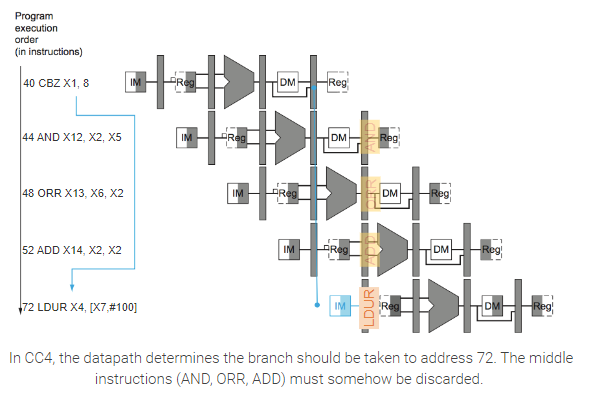 Program
execution
order
(in instructions)
40 CBZ X1, 8
IM
Reg
DM
Reg
44 AND X12, X2, X5
IM
Reg
DM
AND
Reg
48 ORR X13, X6, X2
IM
Reg
ORR
DM
Reg
52 ADD X14, X2, X2
IM
Reg
ADD
DM
Reg
72 LDUR X4, [X7,#100]
IM
LDUR
Reg
DM
Reg
In CC4, the datapath determines the branch should be taken to address 72. The middle
instructions (AND, ORR, ADD) must somehow be discarded.